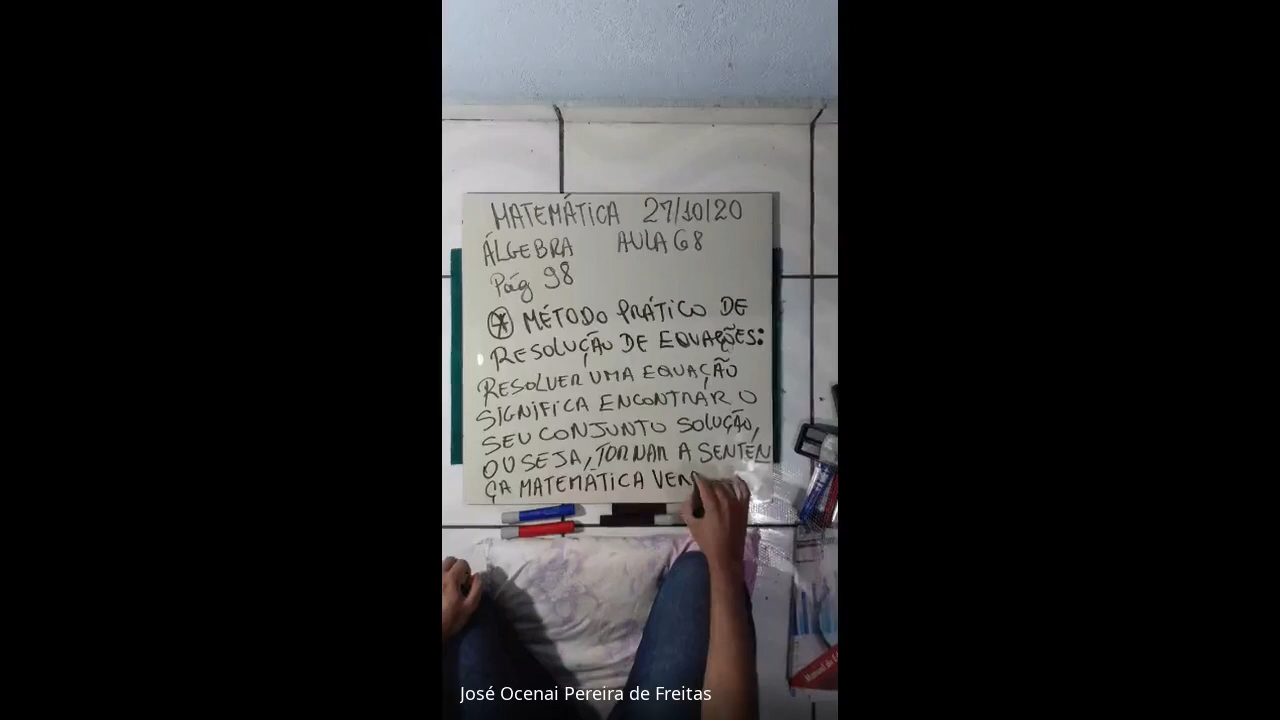 MATEMÁTICA 27/10/20
ÁLGEBRA AULA 68
Pág 98
* MÉTODO PRÁTICO DE
RESOLUÇÃO DE EQUAÇÕES:
RESOLVER UMA EQUAÇÃO
SIGNIFICA ENCONTRAR O
SEU CONJUNTO SOLUÇÃO,
OU SEJA, TORNAR A SENTEN
ÇA MATEMÁTICA VER
José Ocenai Pereira de Freitas